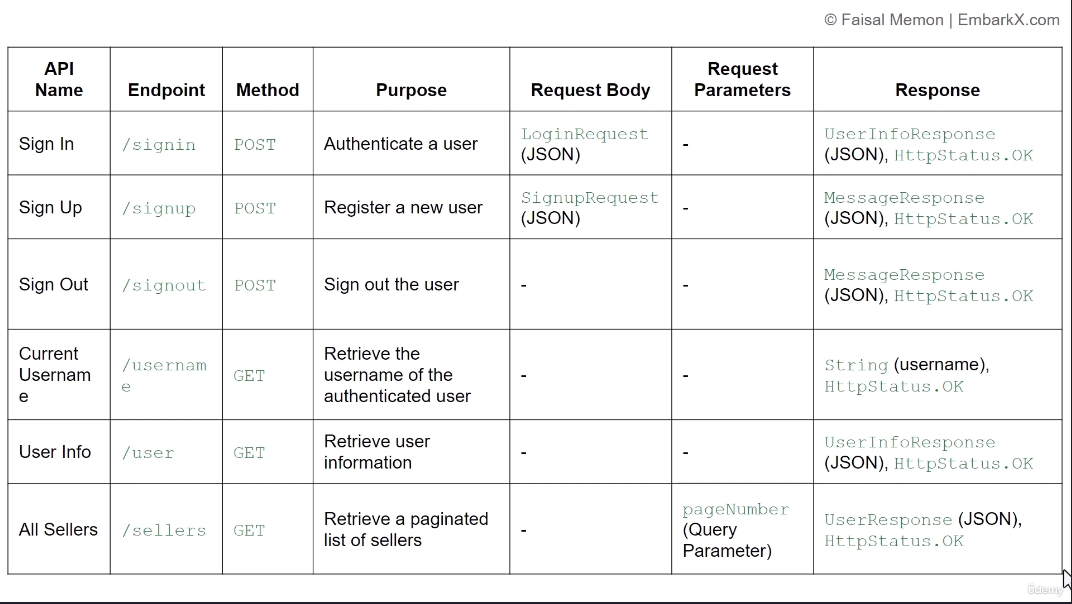 © Faisal Memon | EmbarkX.com
API Name Endpoint Method Purpose Request Body Request Parameters Response
Sign In /signin POST Authenticate a user LoginRequest (JSON) - UserInfoResponse (JSON), HttpStatus.OK
Sign Up /signup POST Register a new user SignupRequest (JSON) - MessageResponse (JSON), HttpStatus.OK
Sign Out /signout POST Sign out the user - - MessageResponse (JSON), HttpStatus.OK
Current Username /username GET Retrieve the username of the authenticated user - - String (username), HttpStatus.OK
User Info /user GET Retrieve user information - - UserInfoResponse (JSON), HttpStatus.OK
All Sellers /sellers GET Retrieve a paginated list of sellers - pageNumber (Query Parameter) UserResponse (JSON), HttpStatus.OK
ûdemy